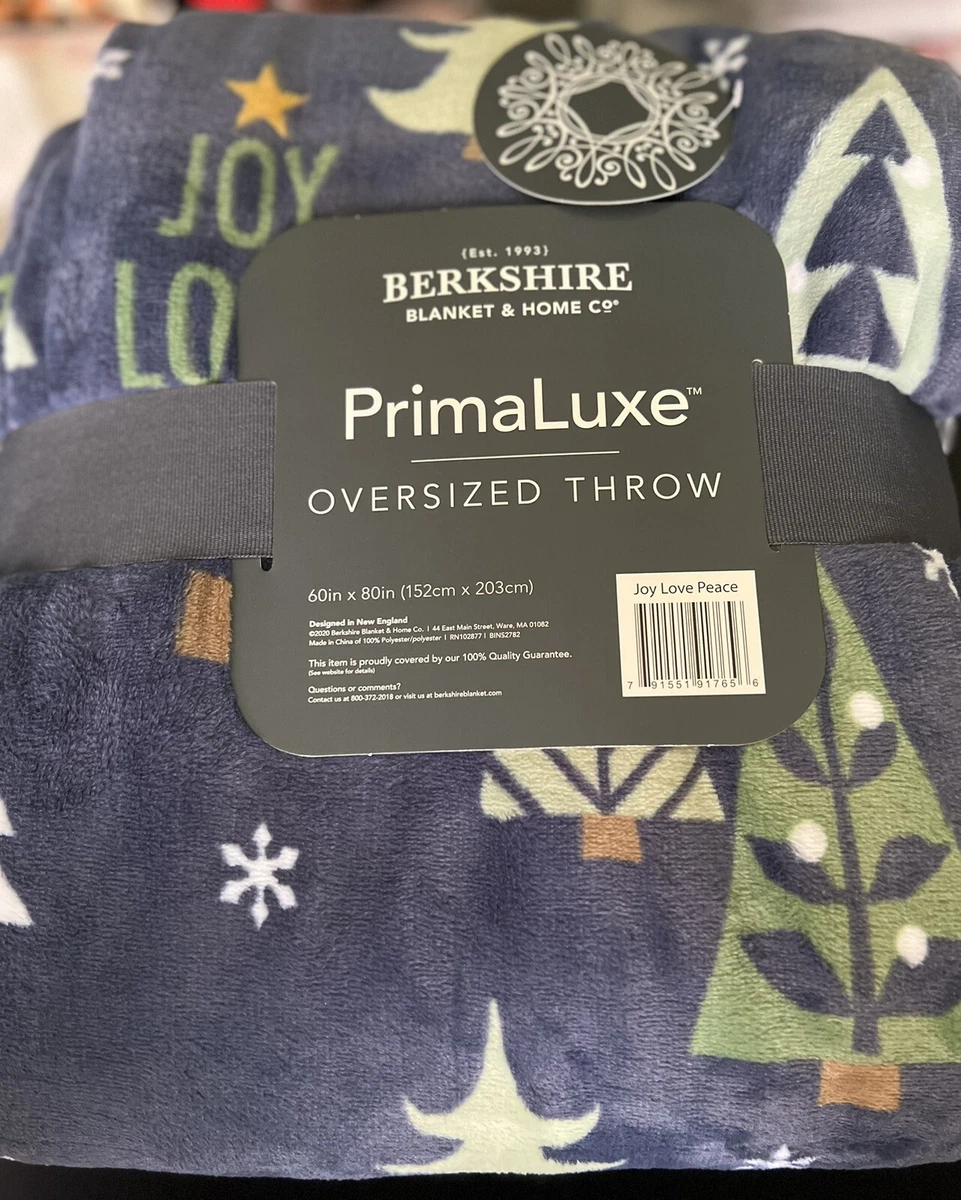 JOY
LO
{Est. 1993}
BERKSHIRE
BLANKET & HOME Cº®
PrimaLuxe™
OVERSIZED THROW
60in x 80in (152cm x 203cm)
Designed in New England
©2020 Berkshire Blanket & Home Co. | 44 East Main Street, Ware, MA 01082
Made in China of 100% Polyester/polyester | RN102877 | BINS2782
This item is proudly covered by our 100% Quality Guarantee.
(See website for details)
Questions or comments?
Contact us at 800-372-2018 or visit us at berkshireblanket.com
Joy Love Peace
7 91551 91765 6